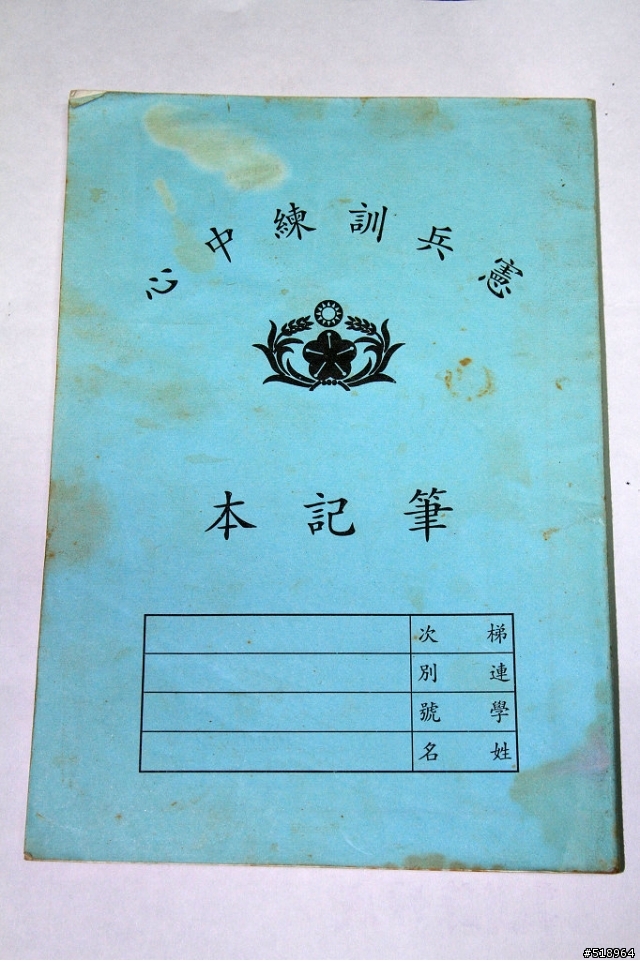 憲兵訓練中心
筆記本
梯次
連別
學號
姓名
#518964